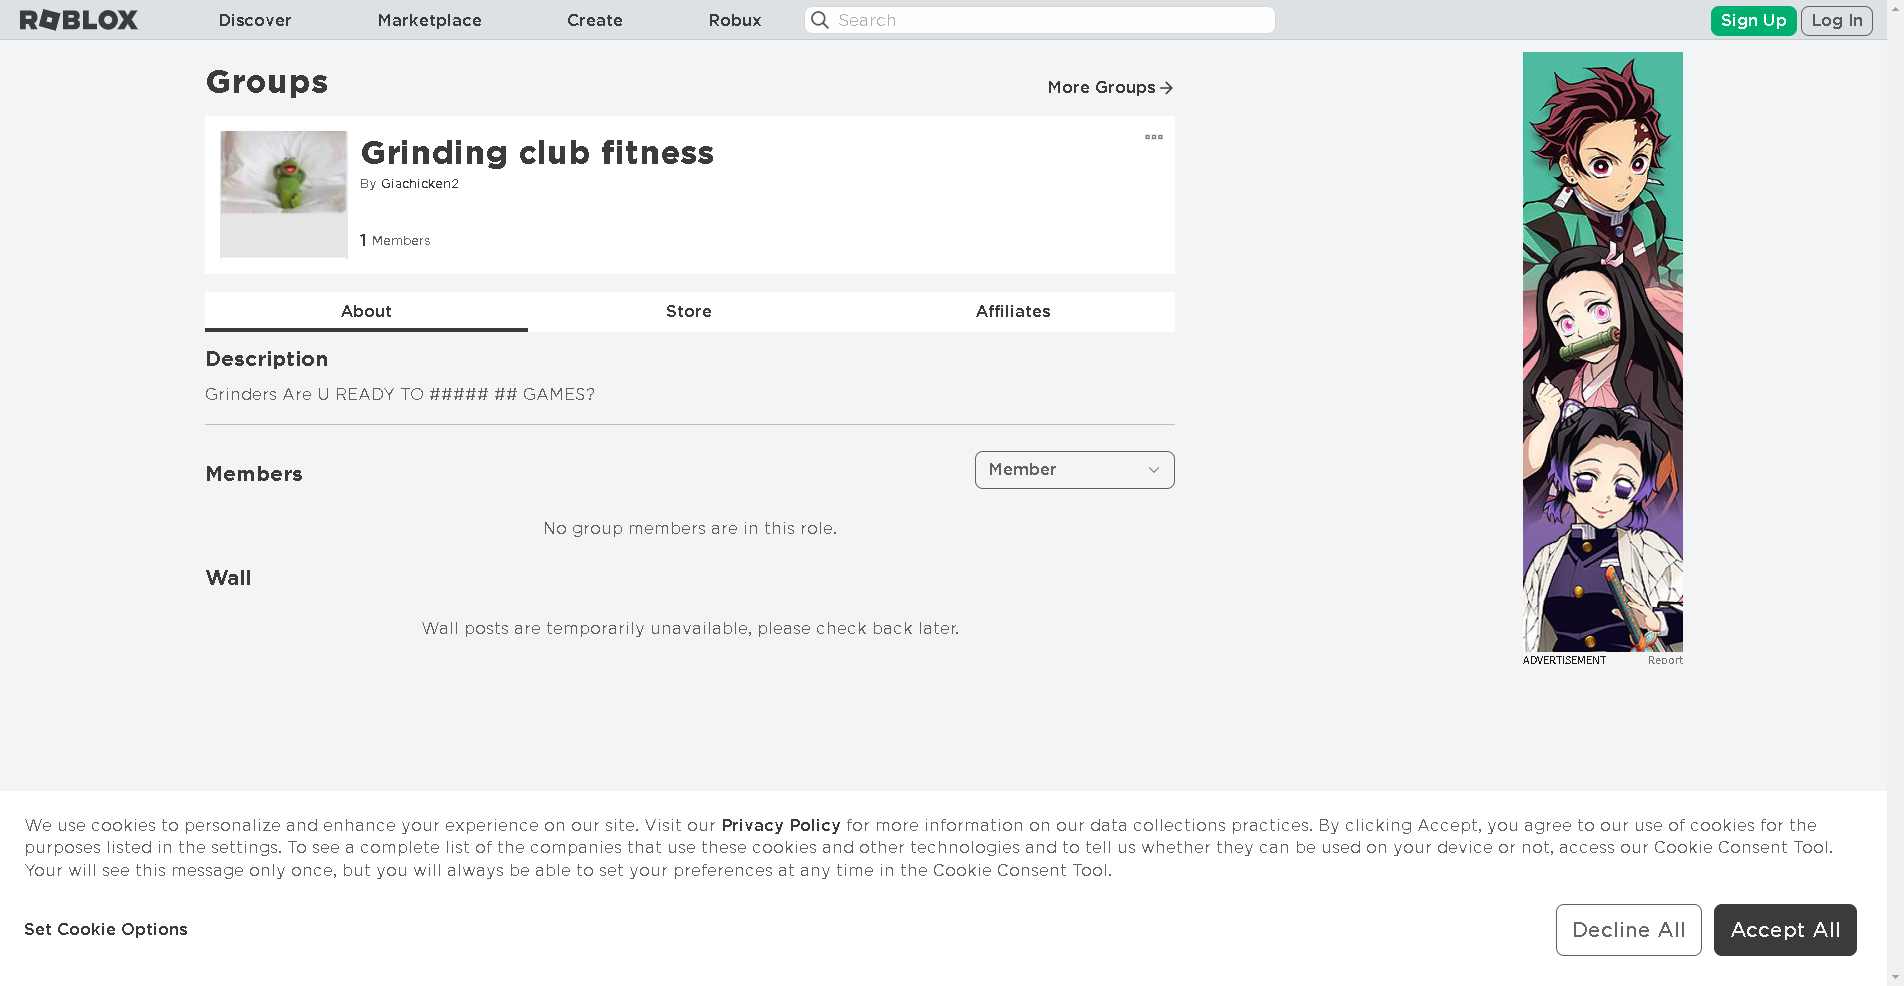 ROBLOX Discover Marketplace Create Robux Search Sign Up Log In
Groups
More Groups
Grinding club fitness
By Giachicken2
1 Members
About Store Affiliates
Description
Grinders Are U READY TO ##### ## GAMES?
Members
Member
No group members are in this role.
Wall
Wall posts are temporarily unavailable, please check back later.
ADVERTISEMENT Report
We use cookies to personalize and enhance your experience on our site. Visit our Privacy Policy for more information on our data collections practices. By clicking Accept, you agree to our use of cookies for the
purposes listed in the settings. To see a complete list of the companies that use these cookies and other technologies and to tell us whether they can be used on your device or not, access our Cookie Consent Tool.
Your will see this message only once, but you will always be able to set your preferences at any time in the Cookie Consent Tool.
Set Cookie Options
Decline All Accept All